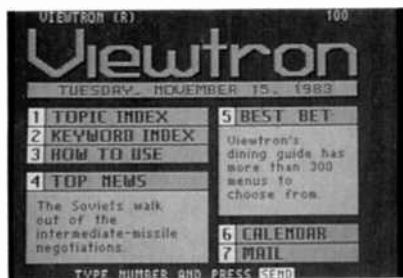 VIEWTRON (R) 100
Viewtron
TUESDAY, NOVEMBER 15, 1983
1 TOPIC INDEX
2 KEYWORD INDEX
3 HOW TO USE
4 TOP NEWS
The Soviets walk
out of the
intermediate-missile
negotiations.
5 BEST BET
Viewtron's
dining guide has
more than 300
menus to
choose from.
6 CALENDAR
7 MAIL
TYPE NUMBER AND PRESS SEND